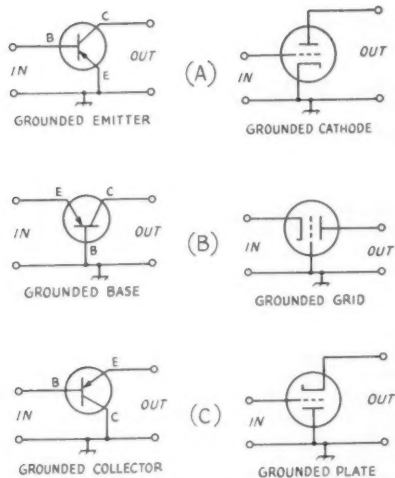 C
B
IN
OUT
E
GROUNDED EMITTER
(A)
IN
OUT
GROUNDED CATHODE
E
C
IN
OUT
B
GROUNDED BASE
(B)
IN
OUT
GROUNDED GRID
E
B
IN
OUT
C
GROUNDED COLLECTOR
(C)
IN
OUT
GROUNDED PLATE